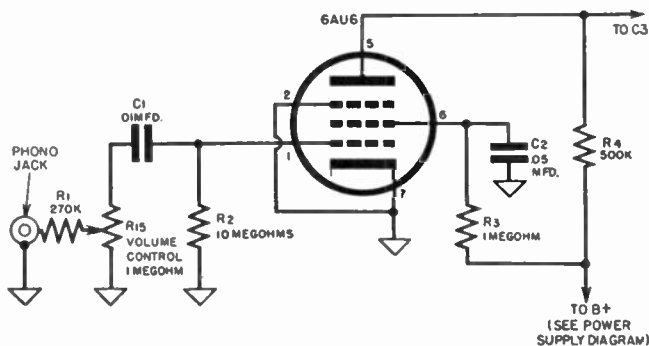 6AU6
5
TO C3
2
C1
.01MFD.
6
1
7
C2
.05
MFD.
R4
500K
PHONO
JACK
R1
270K
R15
VOLUME
CONTROL
1 MEGOHM
R2
10 MEGOHMS
R3
1 MEGOHM
TO B+
(SEE POWER
SUPPLY DIAGRAM)